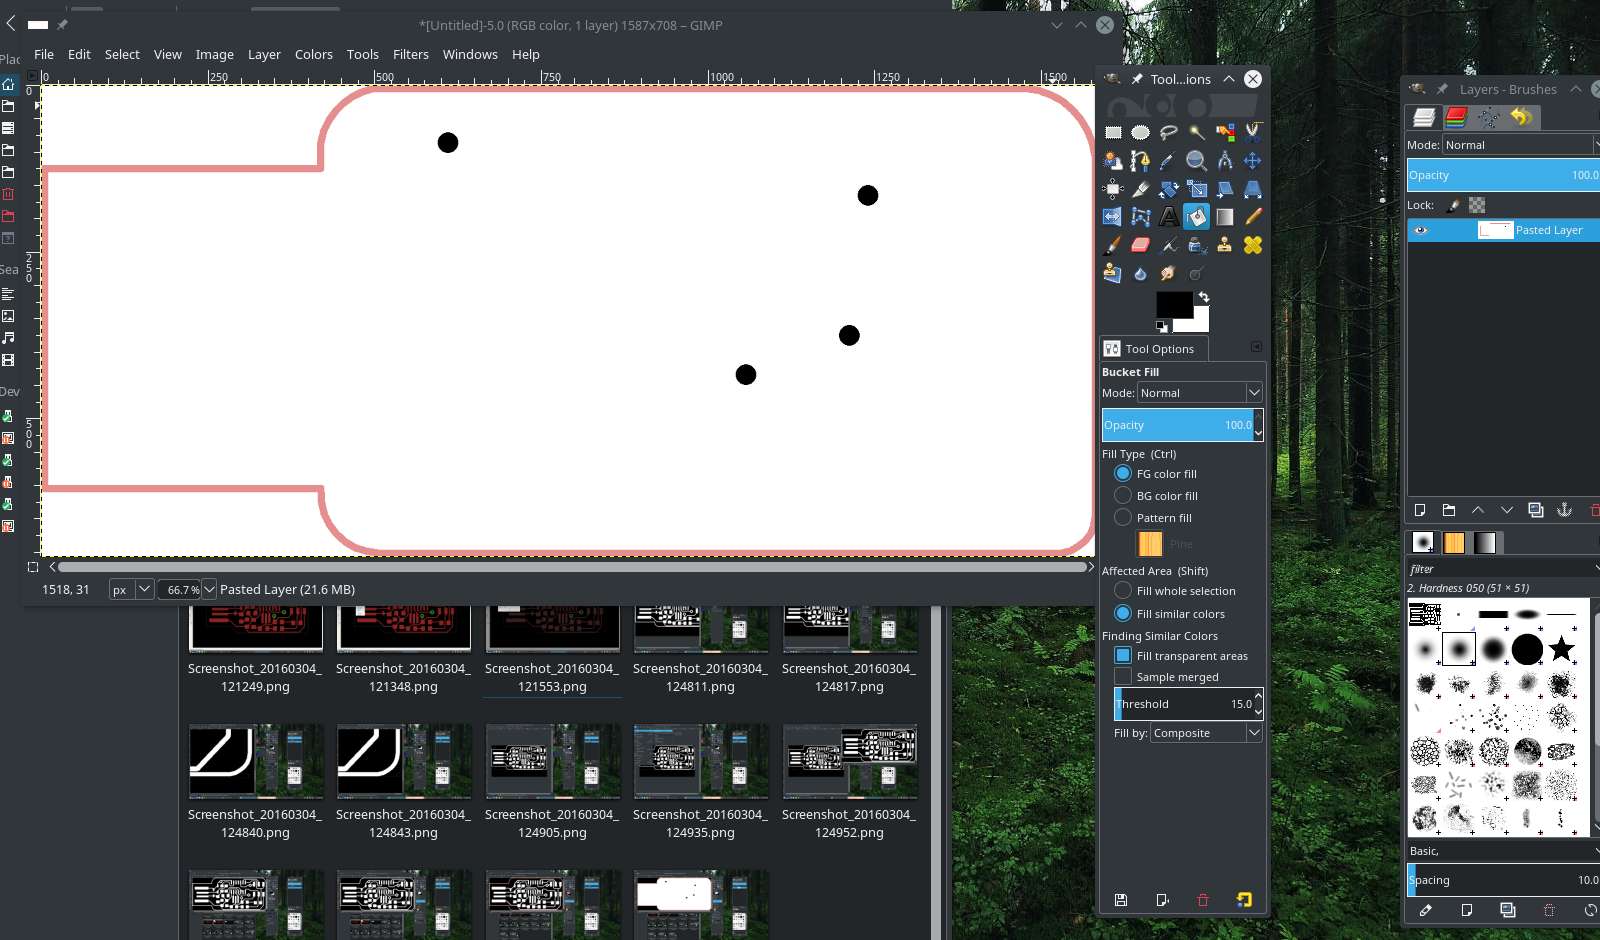 *[Untitled]-5.0 (RGB color, 1 layer) 1587x708 – GIMP
File Edit Select View Image Layer Colors Tools Filters Windows Help
0 250 500 750 1000 1250 1500
0
250
500
1518, 31 px 66.7% Pasted Layer (21.6 MB)
Plac
Sea
Dev
Tool...ions
Tool Options
Bucket Fill
Mode: Normal
Opacity 100.0
Fill Type (Ctrl)
FG color fill
BG color fill
Pattern fill
Pine
Affected Area (Shift)
Fill whole selection
Fill similar colors
Finding Similar Colors
Fill transparent areas
Sample merged
Threshold 15.0
Fill by: Composite
Layers - Brushes
Mode: Normal
Opacity 100.0
Lock:
Pasted Layer
filter
2. Hardness 050 (51 × 51)
Basic,
Spacing 10.0
Screenshot_20160304_121249.png
Screenshot_20160304_121348.png
Screenshot_20160304_121553.png
Screenshot_20160304_124811.png
Screenshot_20160304_124817.png
Screenshot_20160304_124840.png
Screenshot_20160304_124843.png
Screenshot_20160304_124905.png
Screenshot_20160304_124935.png
Screenshot_20160304_124952.png